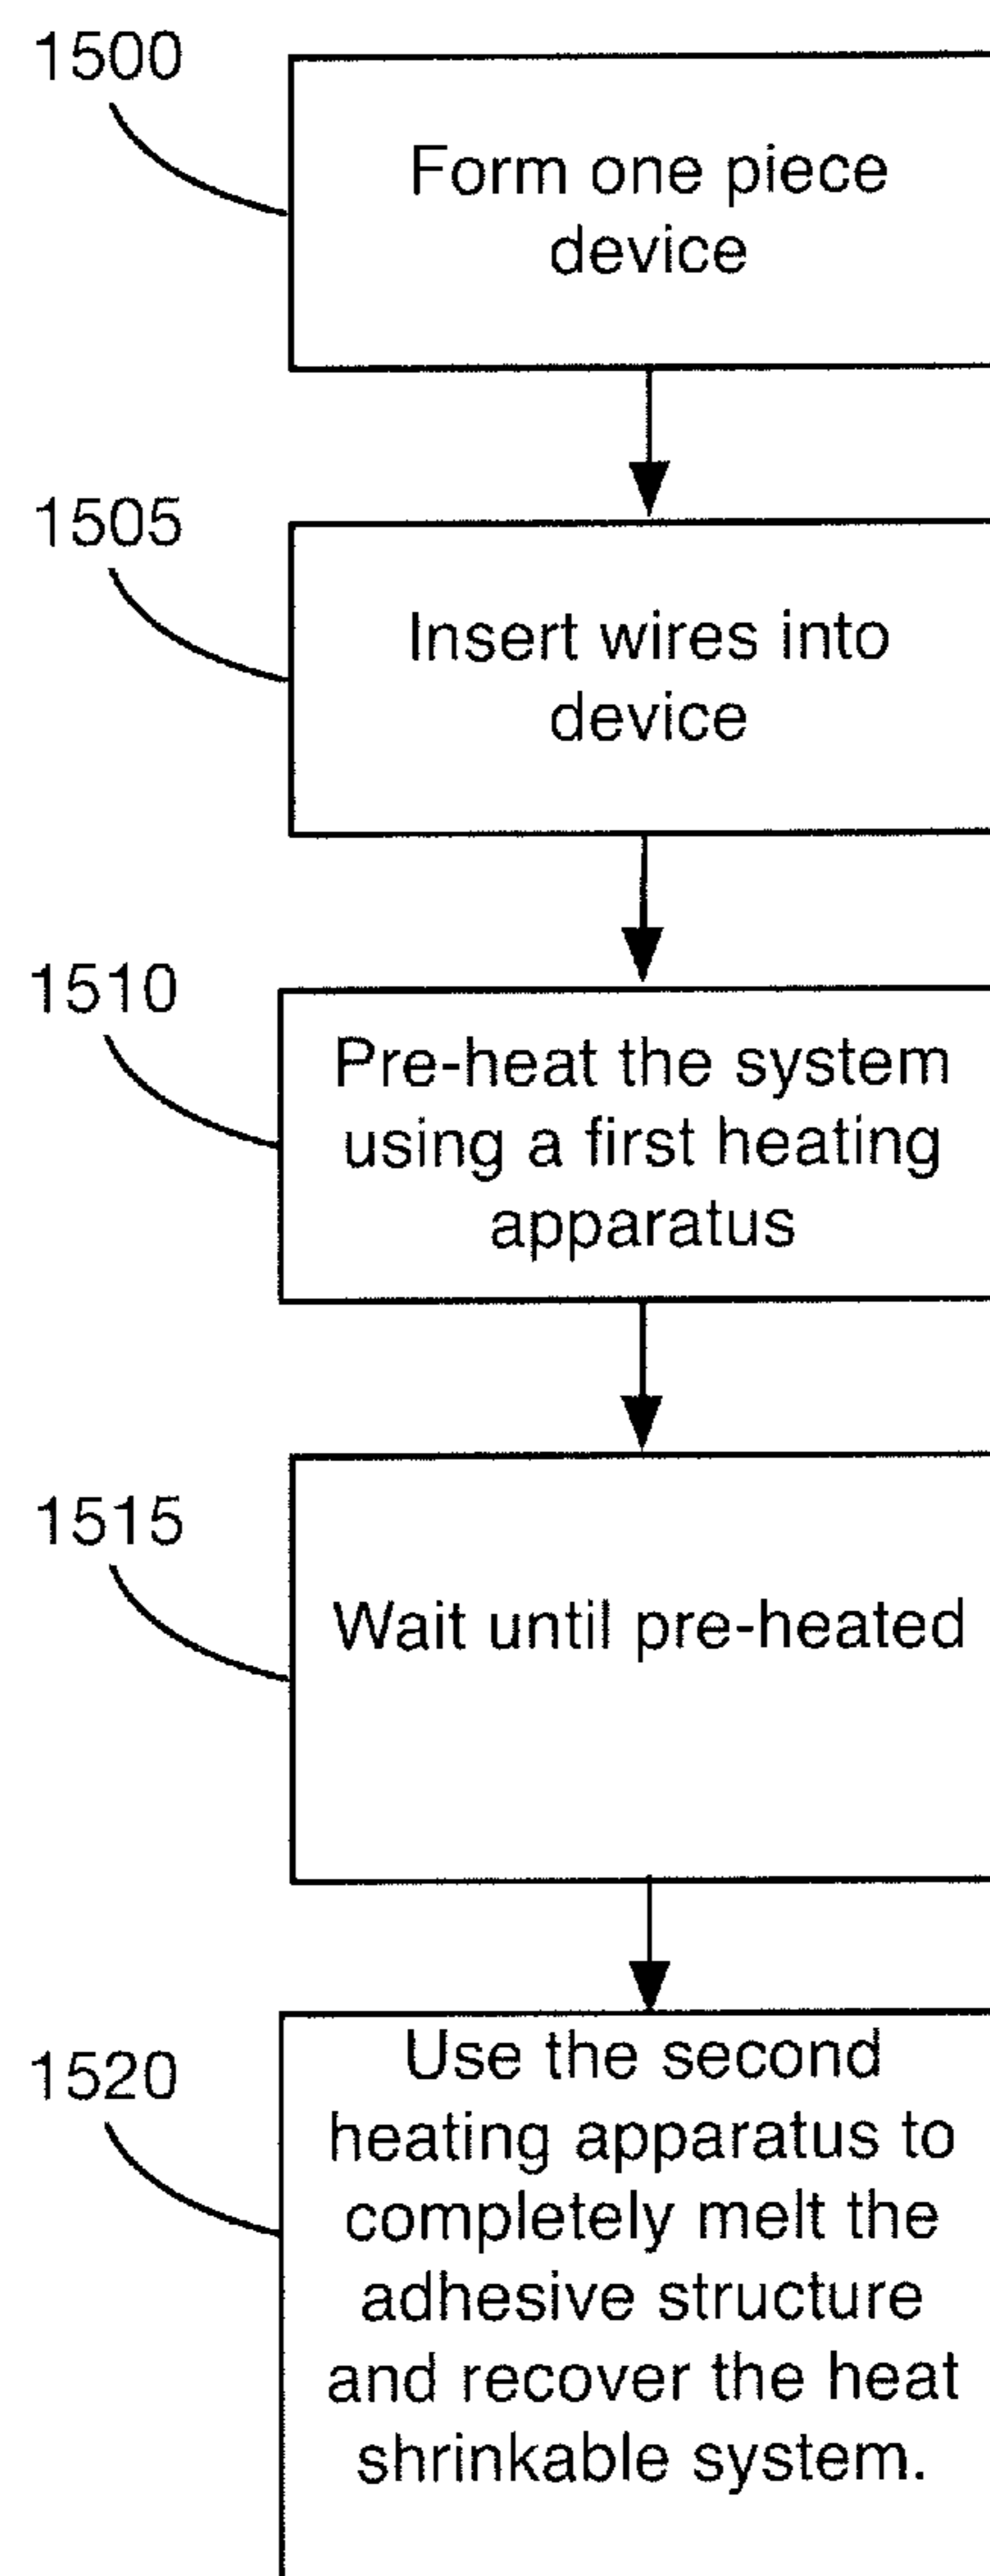 1500
Form one piece
device
1505
Insert wires into
device
1510
Pre-heat the system
using a first heating
apparatus
1515
Wait until pre-heated
1520
Use the second
heating apparatus to
completely melt the
adhesive structure
and recover the heat
shrinkable system.